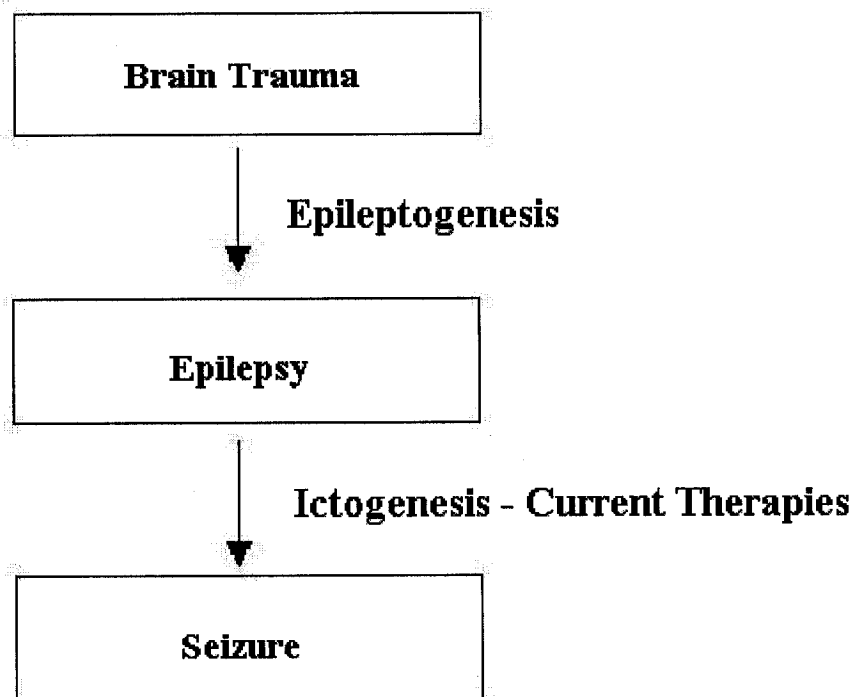 Brain Trauma
Epileptogenesis
Epilepsy
Ictogenesis - Current Therapies
Seizure